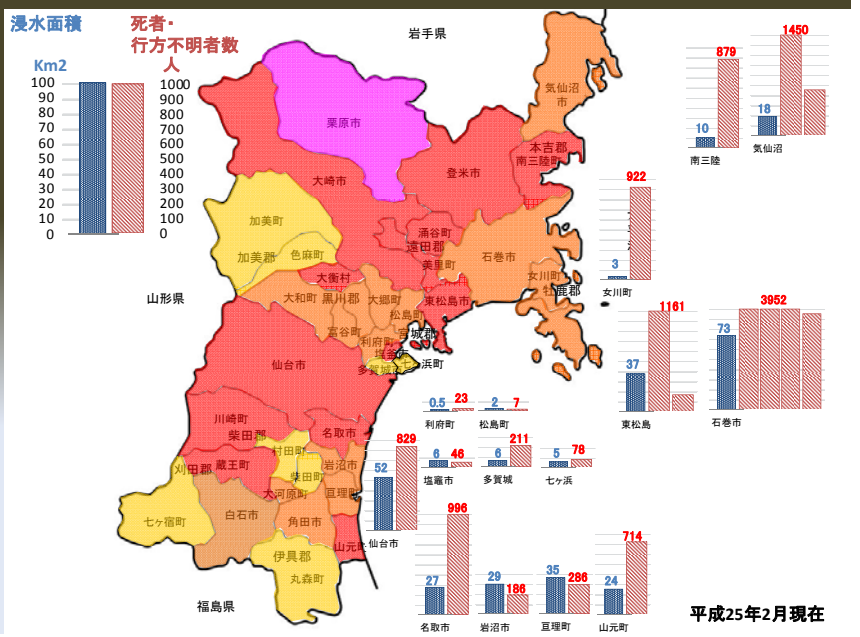 浸水面積
死者・
行方不明者数
人
Km2
100
90
80
70
60
50
40
30
20
10
0
1000
900
800
700
600
500
400
300
200
100
0
岩手県
山形県
福島県
気仙沼
市
栗原市
本吉郡
南三陸町
登米市
大崎市
加美町
加美郡
色麻町
涌谷町
遠田郡
美里町
石巻市
女川町
牡鹿郡
大衡村
大和町
黒川郡
大郷町
松島町
東松島市
富谷町
利府町
宮城郡
塩釜市
多賀城市
七ヶ浜町
仙台市
川崎町
柴田郡
名取市
村田町
刈田郡
蔵王町
柴田町
岩沼市
大河原町
亘理町
七ヶ宿町
白石市
角田市
山元町
伊具郡
丸森町
879
10
南三陸
1450
18
気仙沼
922
3
女川町
1161
37
東松島
3952
73
石巻市
0.5
23
利府町
2
7
松島町
829
52
仙台市
6
46
塩竈市
211
6
多賀城
5
78
七ヶ浜
996
27
名取市
29
186
岩沼市
35
286
亘理町
714
24
山元町
平成25年2月現在